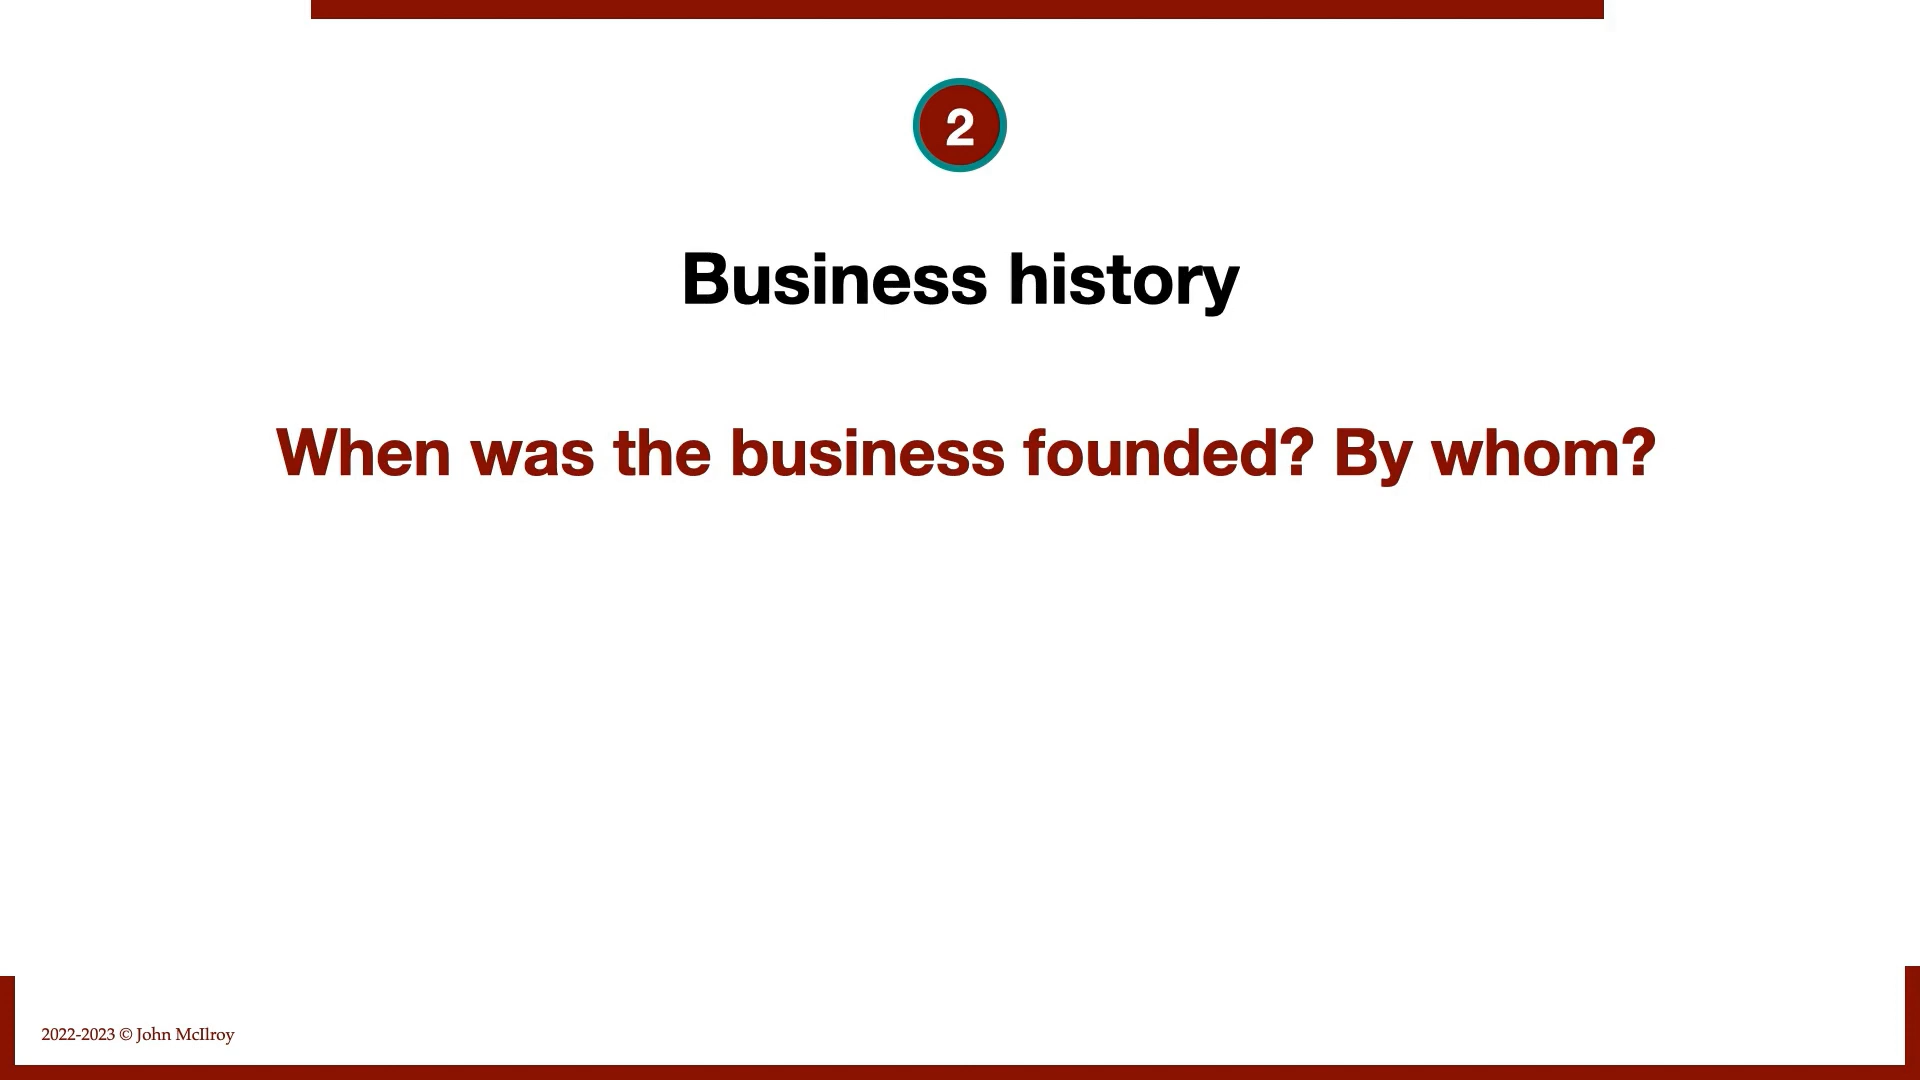 2
Business history
When was the business founded? By whom?
2022-2023 © John McIlroy